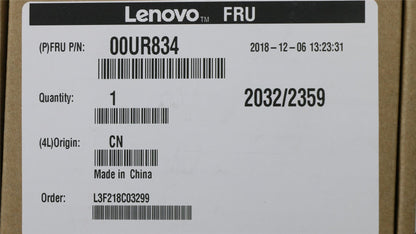 Lenovo™ FRU
(P)FRU P/N: 00UR834 2018-12-06 13:23:31
Quantity: 1 2032/2359
(4L)Origin: CN
Made in China
Order: L3F218C03299